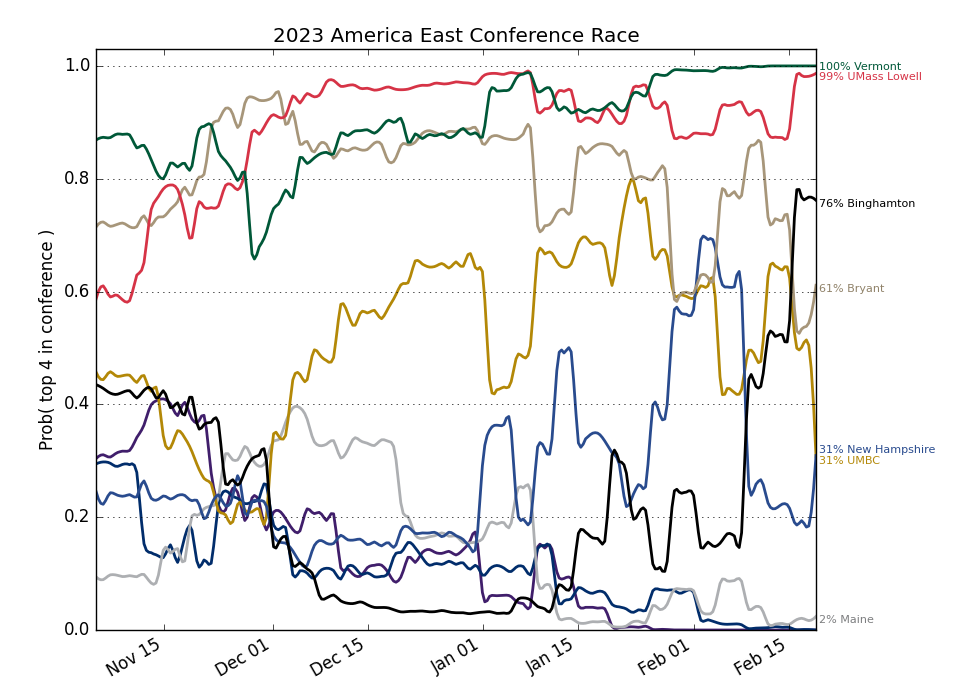 2023 America East Conference Race
Prob( top 4 in conference )
1.0
0.8
0.6
0.4
0.2
0.0
Nov 15
Dec 01
Dec 15
Jan 01
Jan 15
Feb 01
Feb 15
100% Vermont
99% UMass Lowell
76% Binghamton
61% Bryant
31% New Hampshire
31% UMBC
2% Maine